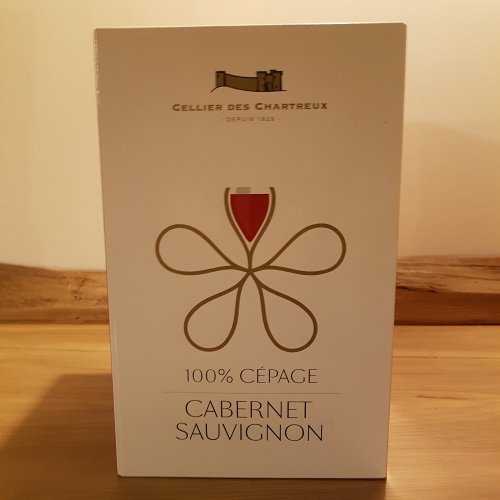 CELLIER DES CHARTREUX
- DEPUIS 1929 -
100% CÉPAGE
CABERNET
SAUVIGNON